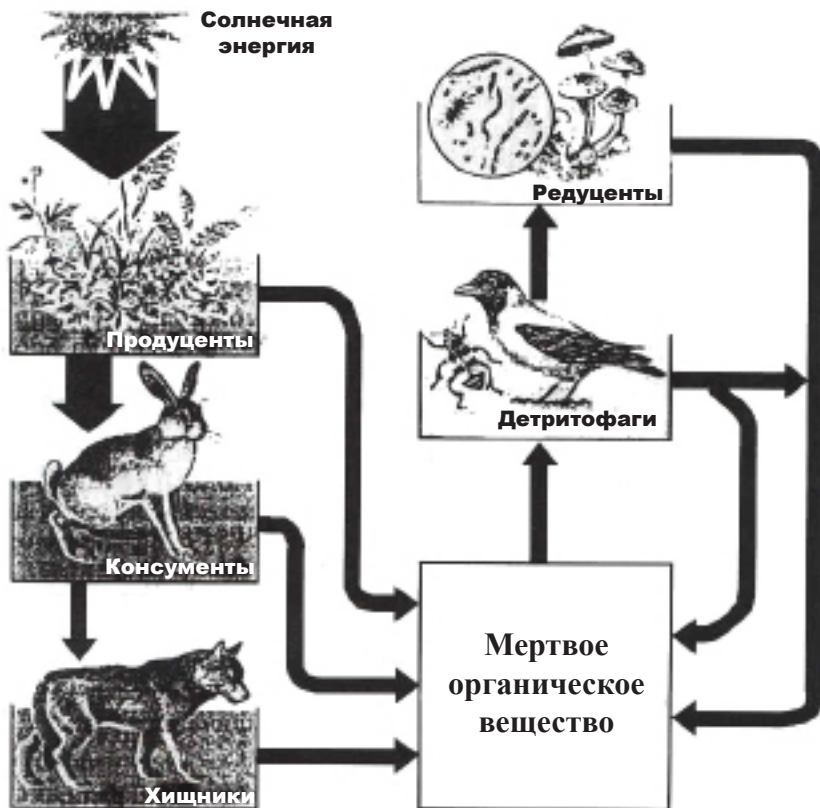 Солнечная
энергия
Продуценты
Консументы
Хищники
Редуценты
Детритофаги
Мертвое
органическое
вещество